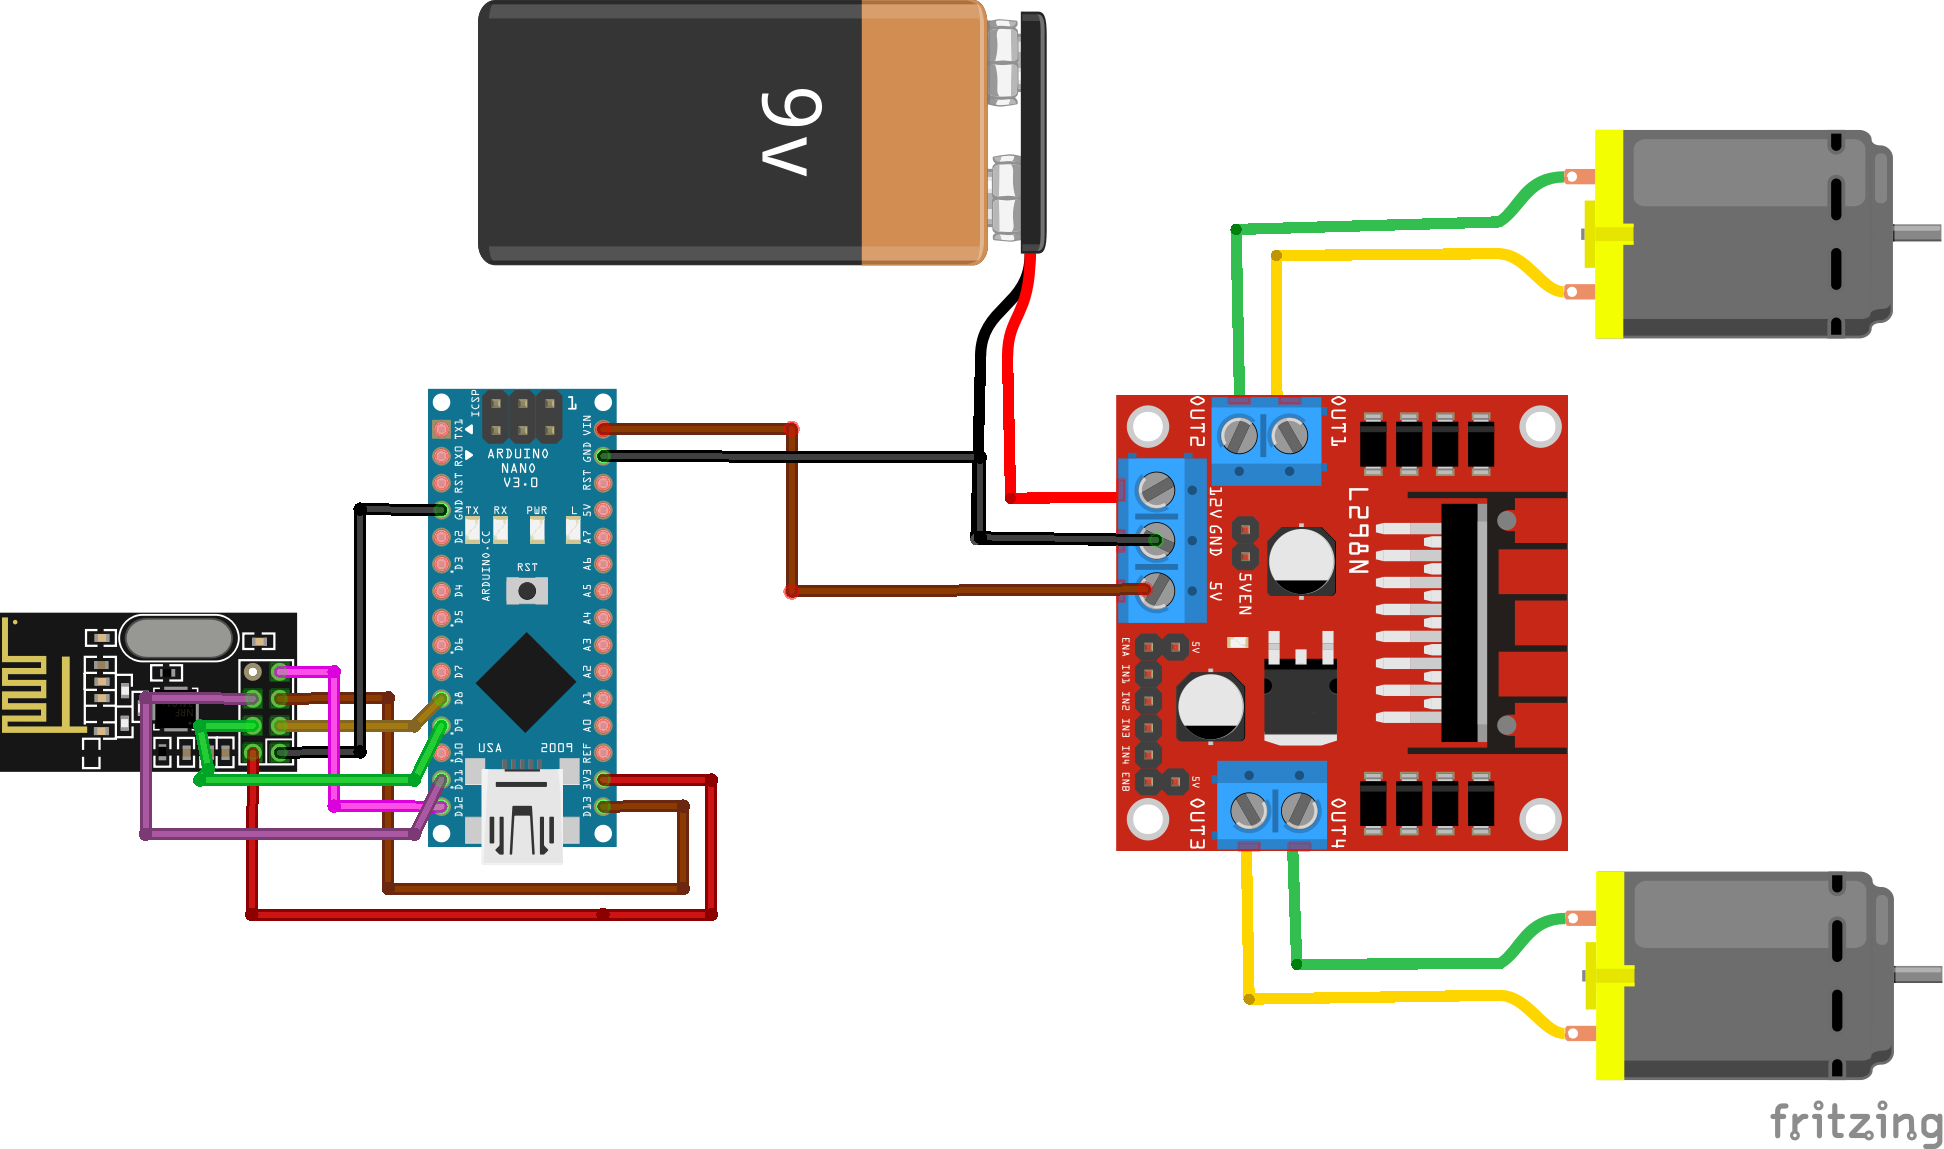 9v
ICSP
1
TX1
RX0
RST
GND
D2
D3
D4
D5
D6
D7
D8
D9
D10
D11
D12
VIN
GND
RST
5V
A7
A6
A5
A4
A3
A2
A1
A0
REF
3V3
D13
ARDUINO
NANO
V3.0
TX
RX
PWR
L
ARDUINO.CC
RST
USA
2009
OUT2
OUT1
12V
GND
5V
5VEN
L298N
ENA
IN1
IN2
IN3
IN4
ENB
5V
5V
OUT3
OUT4
fritzing